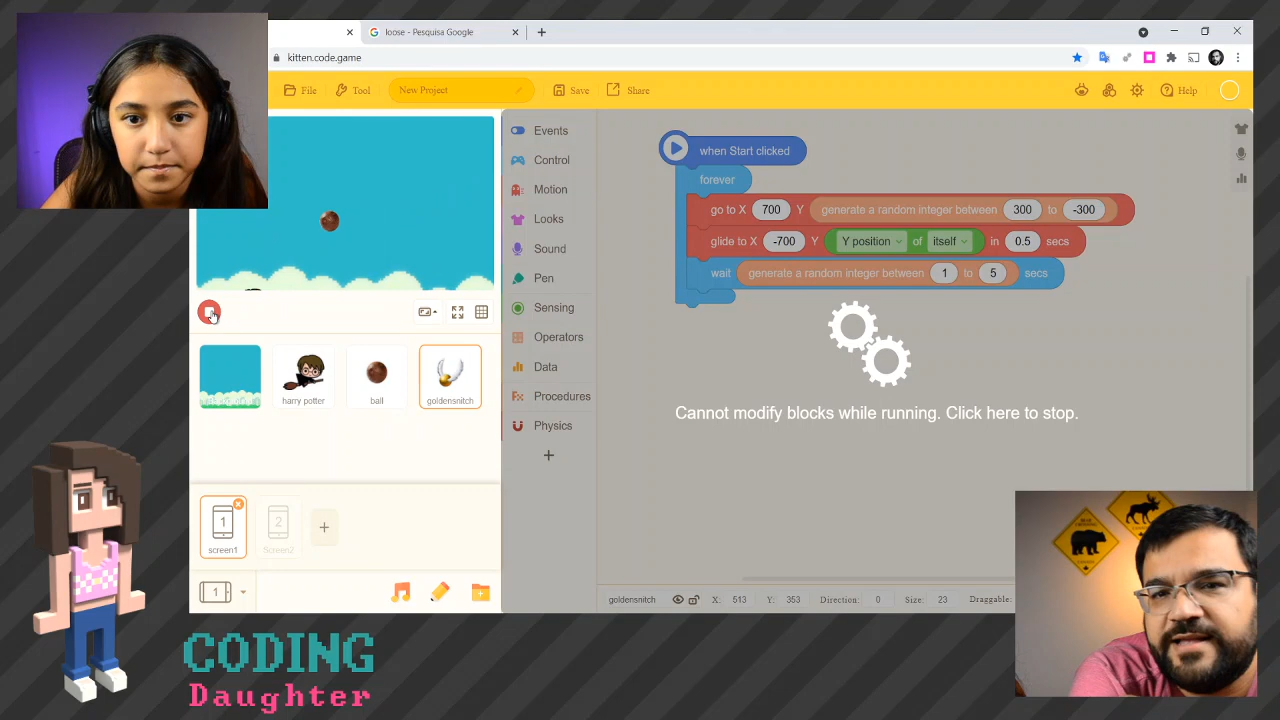 loose - Pesquisa Google
kitten.code.game
File
Tool
New Project
Save
Share
Help
Events
Control
Motion
Looks
Sound
Pen
Sensing
Operators
Data
Procedures
Physics
when Start clicked
forever
go to X 700 Y generate a random integer between 300 to -300
glide to X -700 Y Y position of itself in 0.5 secs
wait generate a random integer between 1 to 5 secs
Cannot modify blocks while running. Click here to stop.
harry potter
ball
goldensnitch
1
2
screen1
Screen2
1
goldensnitch X: 513 Y: 353 Direction: 0 Size: 23 Draggable:
CODING
Daughter